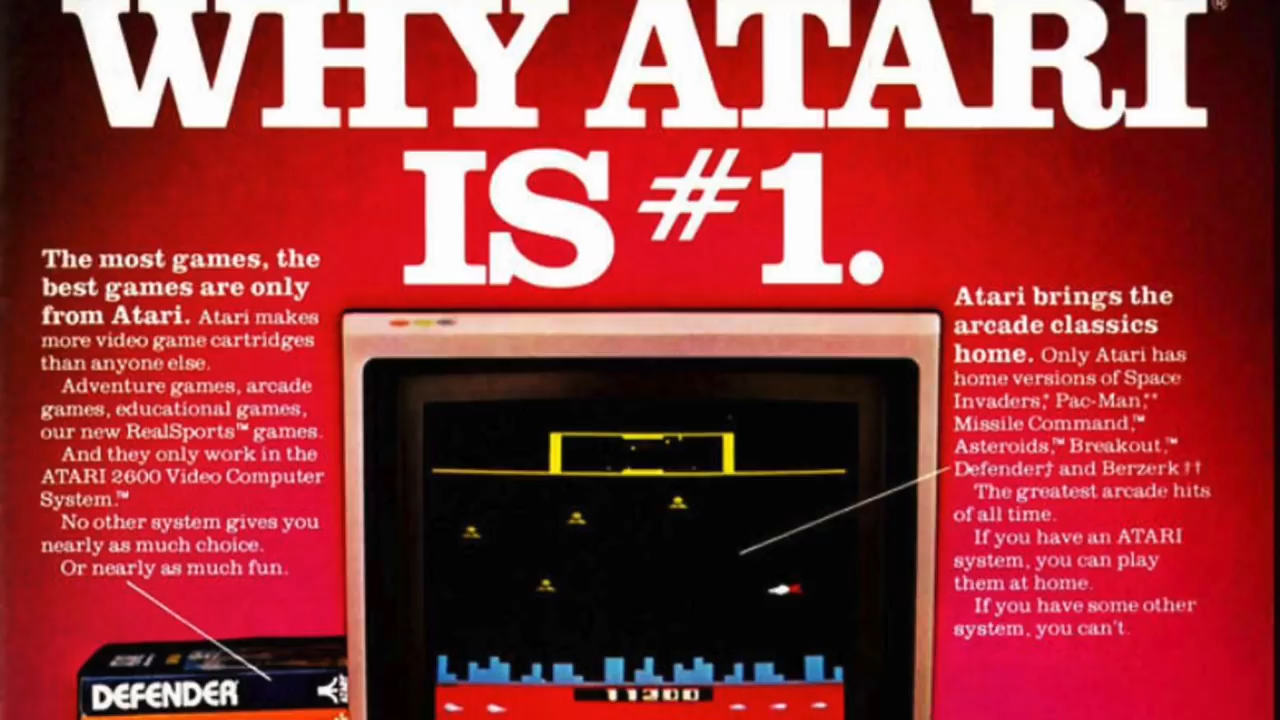 WHY ATARI®
IS #1.
The most games, the
best games are only
from Atari. Atari makes
more video game cartridges
than anyone else.
Adventure games, arcade
games, educational games,
our new RealSports™ games.
And they only work in the
ATARI 2600 Video Computer
System.™
No other system gives you
nearly as much choice.
Or nearly as much fun.
Atari brings the
arcade classics
home. Only Atari has
home versions of Space
Invaders,* Pac-Man,**
Missile Command,™
Asteroids,™ Breakout,™
Defender† and Berzerk ††
The greatest arcade hits
of all time.
If you have an ATARI
system, you can play
them at home.
If you have some other
system, you can't.
DEFENDER
11200